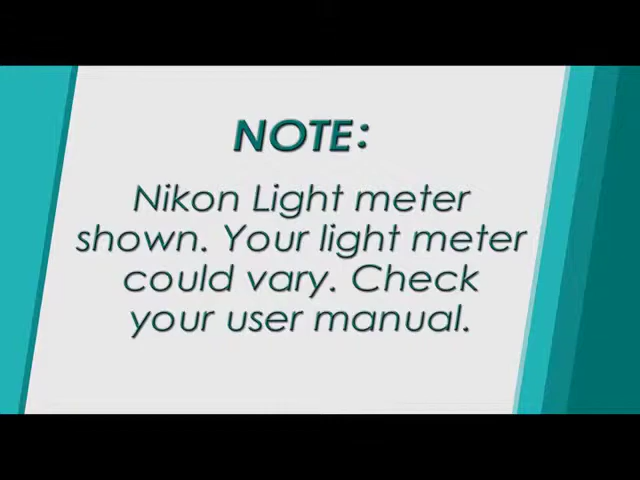 NOTE:
Nikon Light meter
shown. Your light meter
could vary. Check
your user manual.